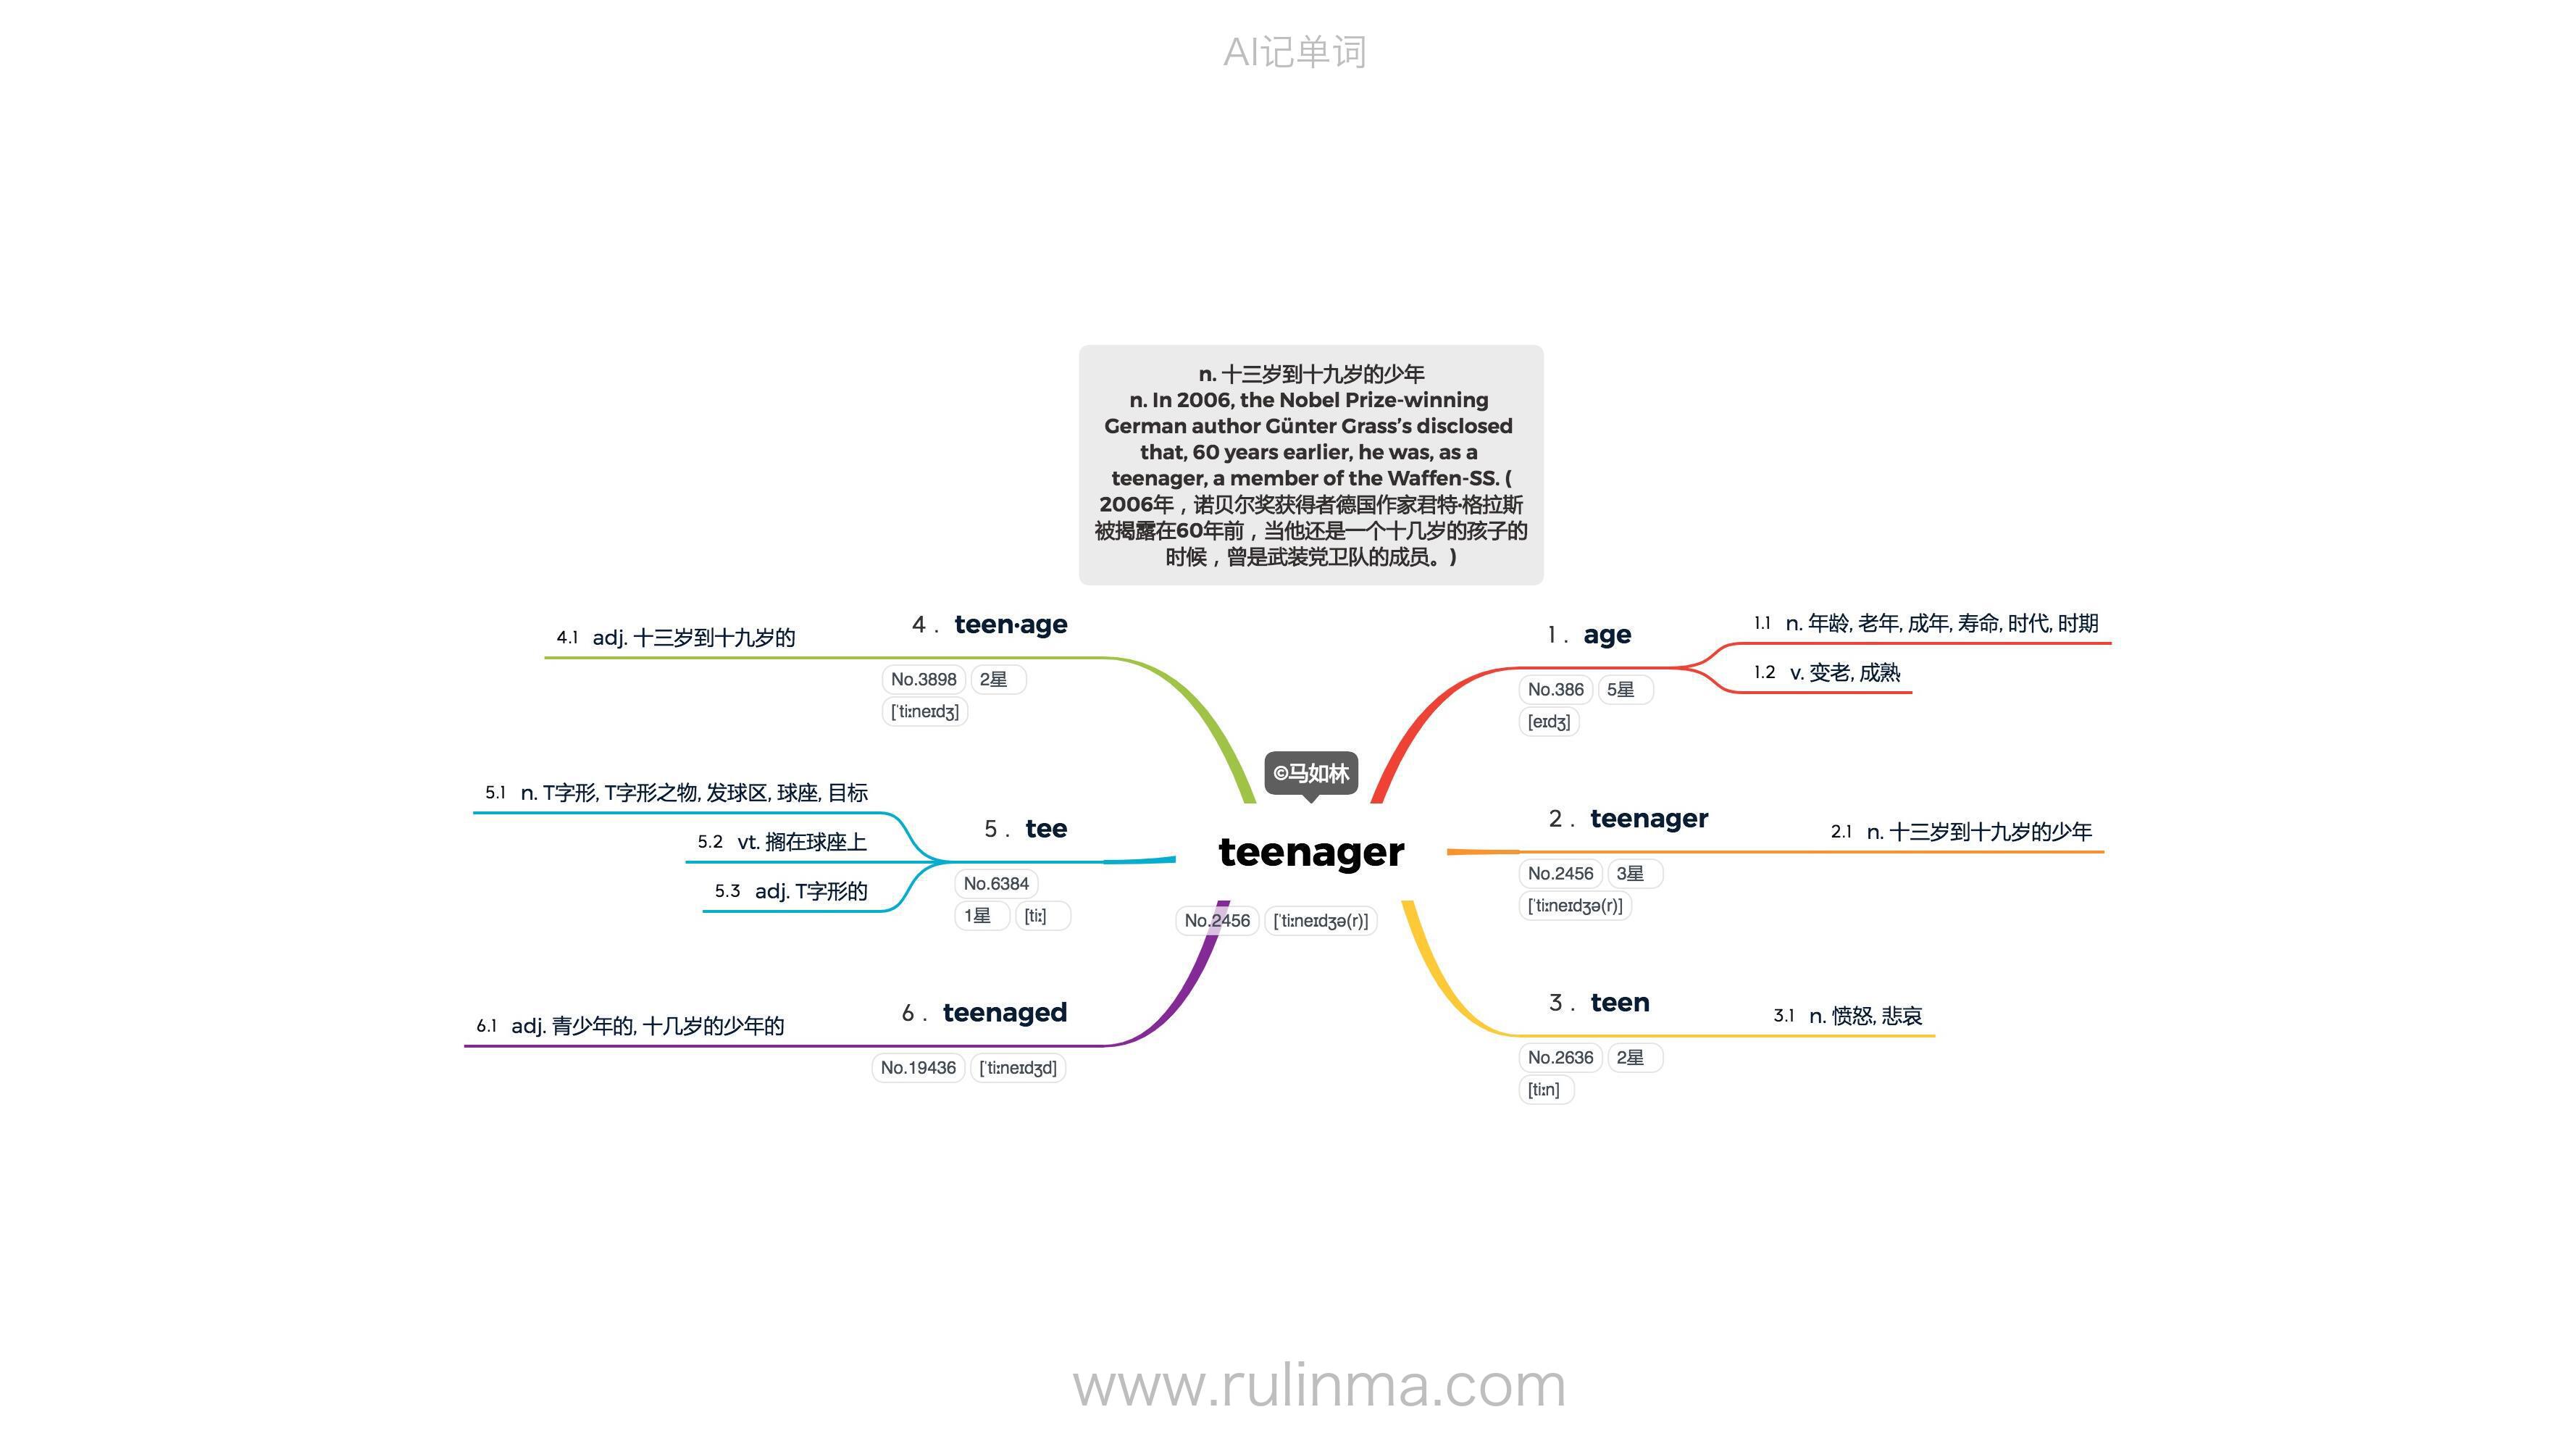 AI记单词
n. 十三岁到十九岁的少年
n. In 2006, the Nobel Prize-winning
German author Günter Grass’s disclosed
that, 60 years earlier, he was, as a
teenager, a member of the Waffen-SS. (
2006年，诺贝尔奖获得者德国作家君特·格拉斯
被揭露在60年前，当他还是一个十几岁的孩子的
时候，曾是武装党卫队的成员。)
©马如林
teenager
No.2456 [ˈtiːneɪdʒə(r)]
1 . age
No.386 5星
[eɪdʒ]
1.1 n. 年龄, 老年, 成年, 寿命, 时代, 时期
1.2 v. 变老, 成熟
2 . teenager
No.2456 3星
[ˈtiːneɪdʒə(r)]
2.1 n. 十三岁到十九岁的少年
3 . teen
No.2636 2星
[tiːn]
3.1 n. 愤怒, 悲哀
4 . teen·age
No.3898 2星
[ˈtiːneɪdʒ]
4.1 adj. 十三岁到十九岁的
5 . tee
No.6384
1星 [tiː]
5.1 n. T字形, T字形之物, 发球区, 球座, 目标
5.2 vt. 搁在球座上
5.3 adj. T字形的
6 . teenaged
No.19436 [ˈtiːneɪdʒd]
6.1 adj. 青少年的, 十几岁的少年的
www.rulinma.com